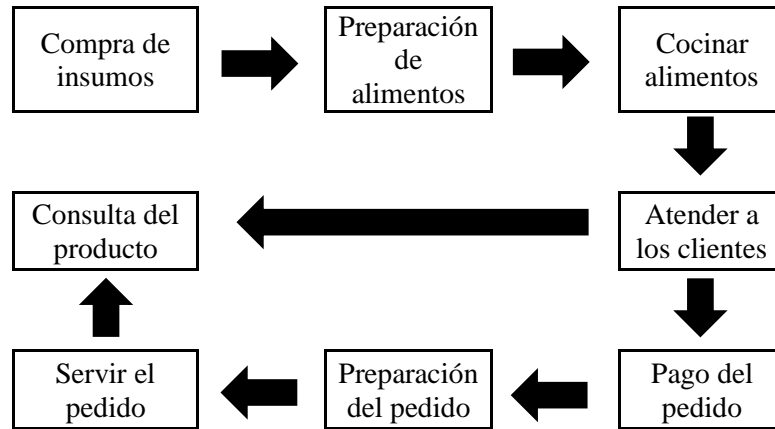 Compra de
insumos
Preparación
de
alimentos
Cocinar
alimentos
Consulta del
producto
Atender a
los clientes
Servir el
pedido
Preparación
del pedido
Pago del
pedido